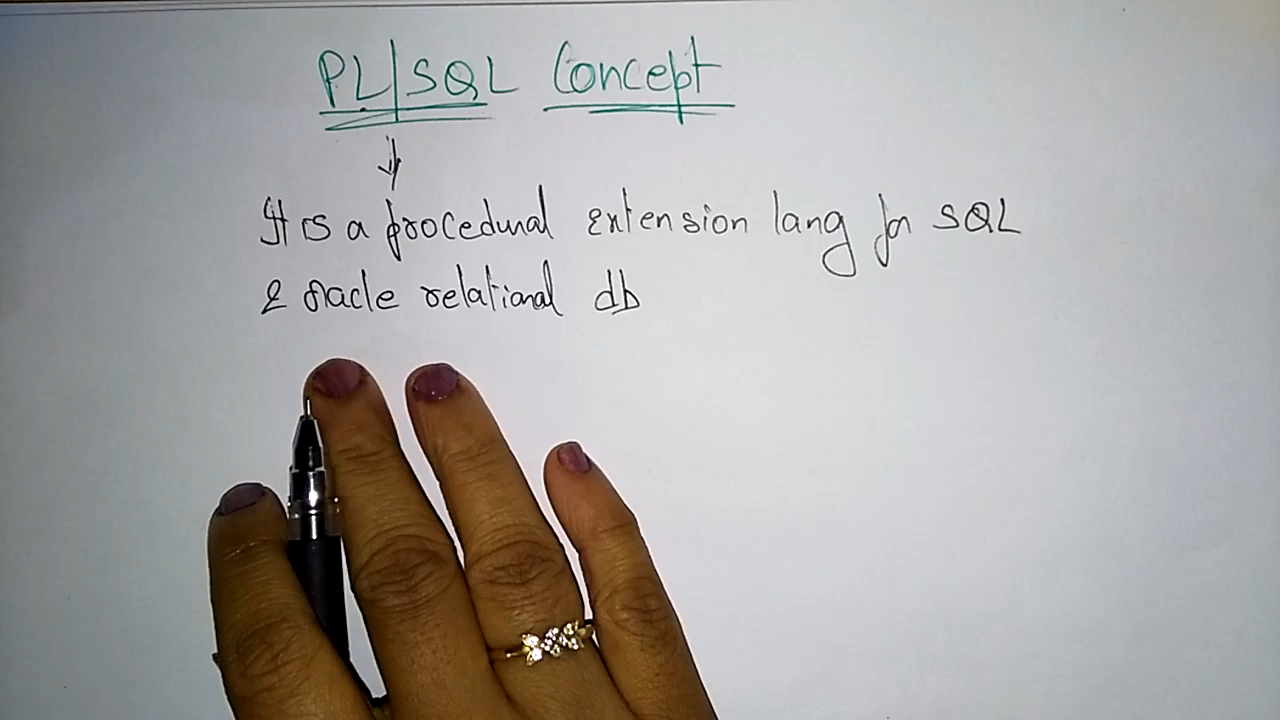 PL/SQL Concept
It is a procedural extension lang for SQL
& oracle relational db